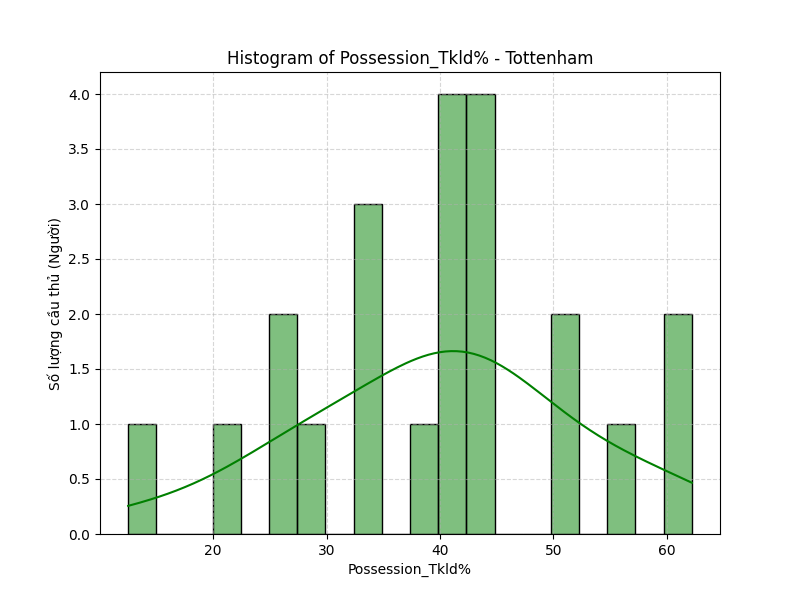 Histogram of Possession_Tkld% - Tottenham
Số lượng cầu thủ (Người)
4.0
3.5
3.0
2.5
2.0
1.5
1.0
0.5
0.0
20 30 40 50 60
Possession_Tkld%